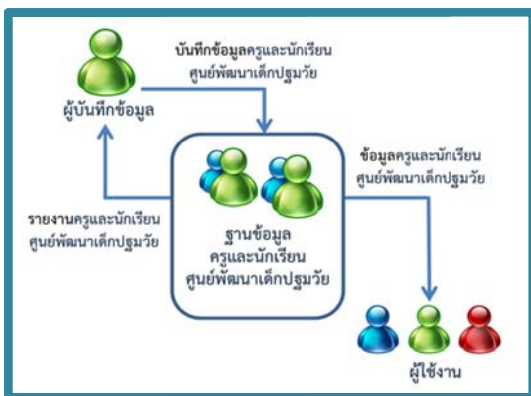 บันทึกข้อมูลครูและนักเรียน
ศูนย์พัฒนาเด็กปฐมวัย
ผู้บันทึกข้อมูล
ข้อมูลครูและนักเรียน
ศูนย์พัฒนาเด็กปฐมวัย
รายงานครูและนักเรียน
ศูนย์พัฒนาเด็กปฐมวัย
ฐานข้อมูล
ครูและนักเรียน
ศูนย์พัฒนาเด็กปฐมวัย
ผู้ใช้งาน